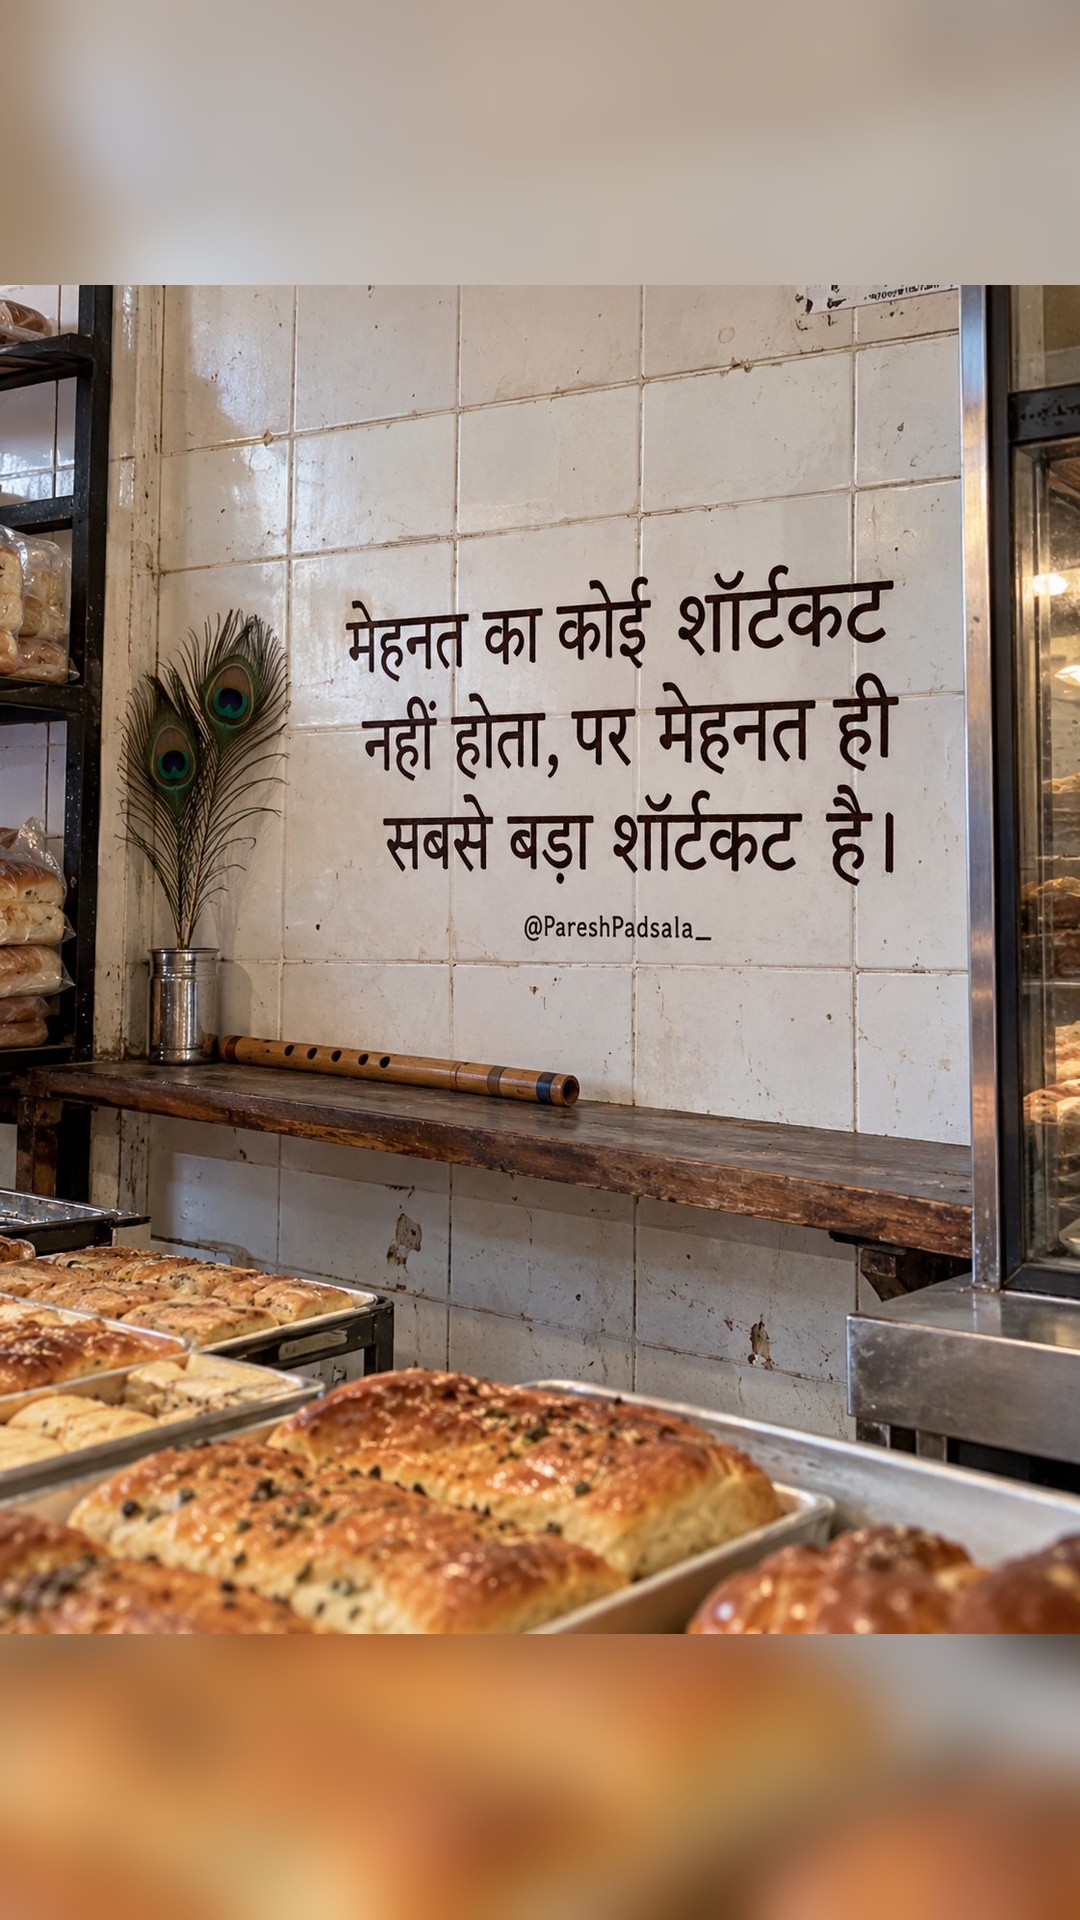 मेहनत का कोई शॉर्टकट
नहीं होता, पर मेहनत ही
सबसे बड़ा शॉर्टकट है।
@PareshPadsala_